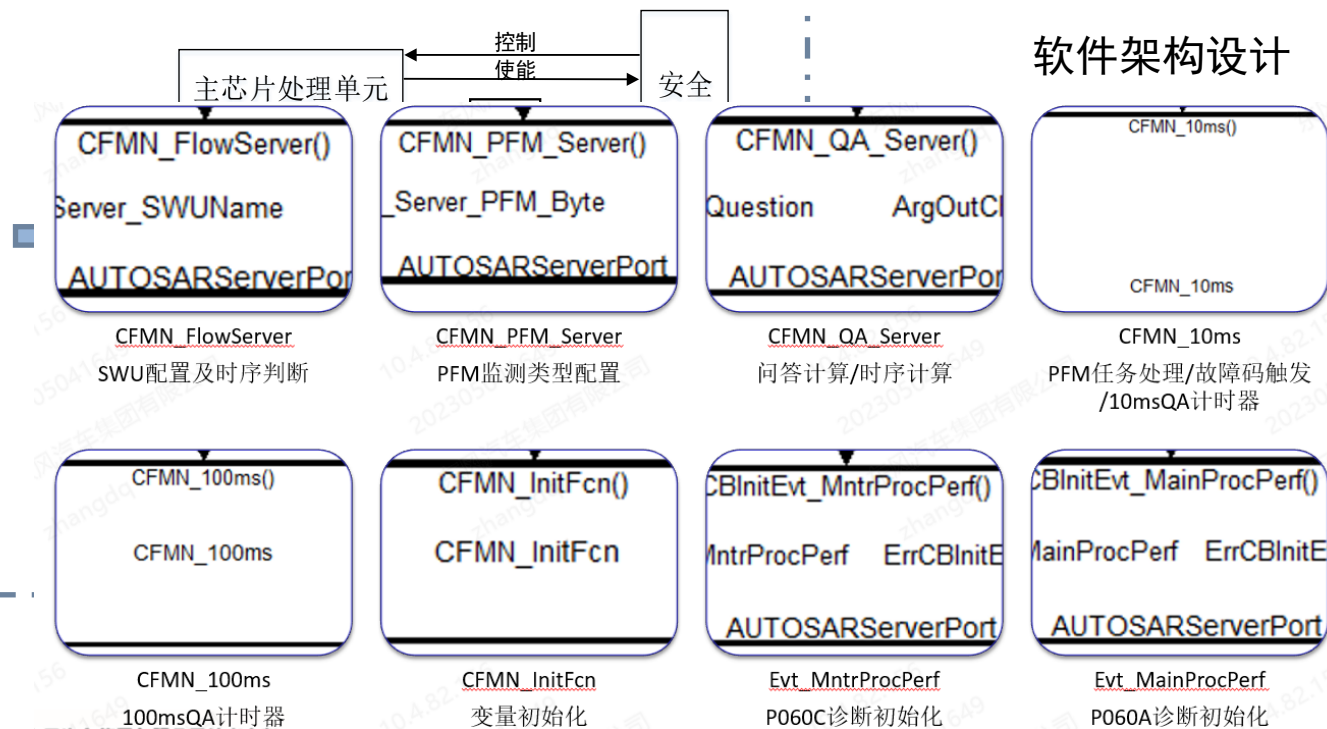 软件架构设计
控制
使能
主芯片处理单元
安全
CFMN_FlowServer()
Server_SWUName
AUTOSARServerPor
CFMN_PFM_Server()
_Server_PFM_Byte
AUTOSARServerPort
CFMN_QA_Server()
Question ArgOutCl
AUTOSARServerPor
CFMN_10ms()
CFMN_10ms
CFMN_FlowServer
SWU配置及时序判断
CFMN_PFM_Server
PFM监测类型配置
CFMN_QA_Server
问答计算/时序计算
CFMN_10ms
PFM任务处理/故障码触发
/10msQA计时器
CFMN_100ms()
CFMN_100ms
CFMN_InitFcn()
CFMN_InitFcn
CBInitEvt_MntrProcPerf()
MntrProcPerf ErrCBInitE
AUTOSARServerPort
CBInitEvt_MainProcPerf()
MainProcPerf ErrCBInitE
AUTOSARServerPort
CFMN_100ms
100msQA计时器
CFMN_InitFcn
变量初始化
Evt_MntrProcPerf
P060C诊断初始化
Evt_MainProcPerf
P060A诊断初始化